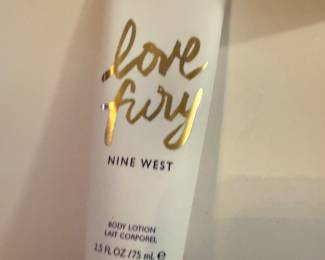 love
fury
NINE WEST
BODY LOTION
LAIT CORPOREL
2.5 FL OZ/75 mL e